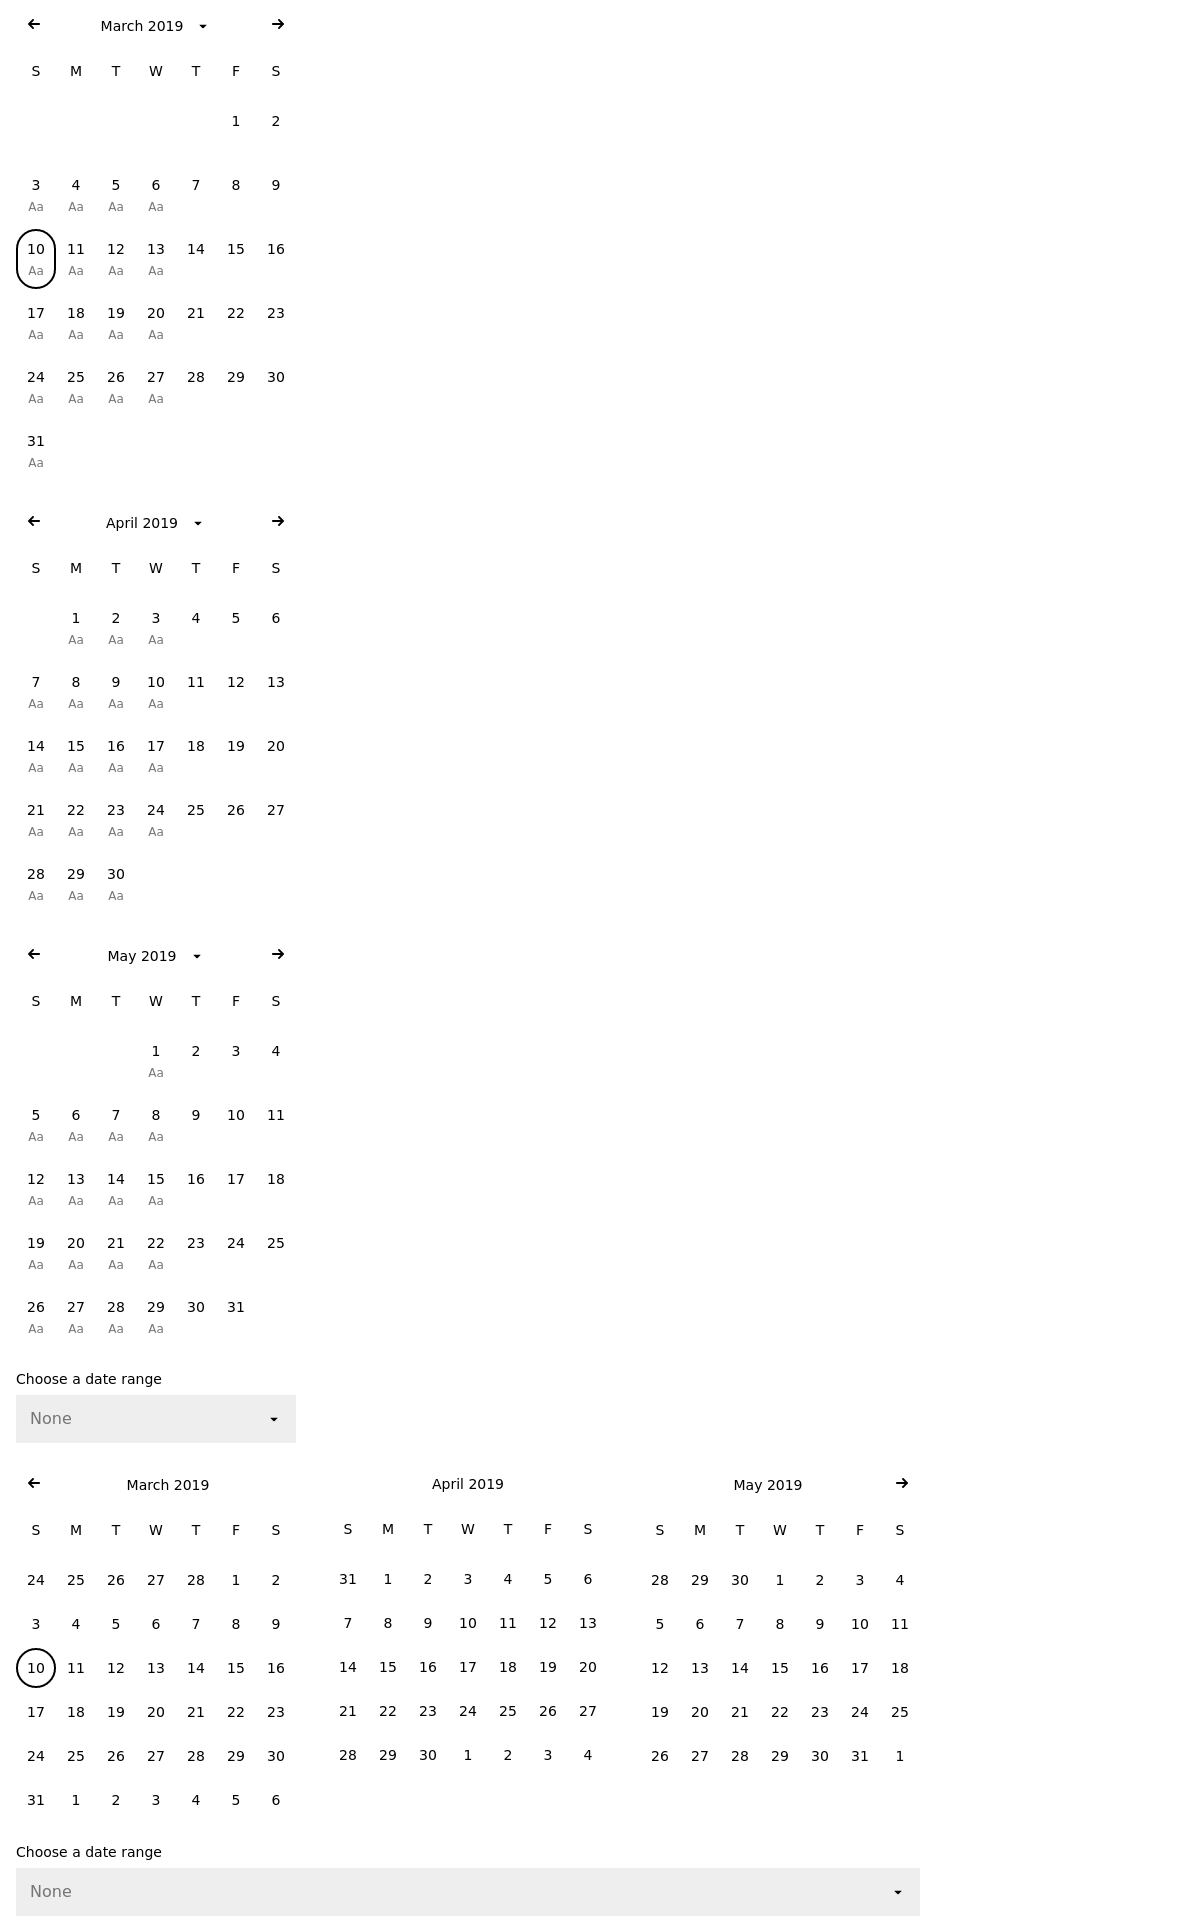 March 2019
S M T W T F S
1 2
3 4 5 6 7 8 9
Aa Aa Aa Aa
10 11 12 13 14 15 16
Aa Aa Aa Aa
17 18 19 20 21 22 23
Aa Aa Aa Aa
24 25 26 27 28 29 30
Aa Aa Aa Aa
31
Aa
April 2019
S M T W T F S
1 2 3 4 5 6
Aa Aa Aa
7 8 9 10 11 12 13
Aa Aa Aa Aa
14 15 16 17 18 19 20
Aa Aa Aa Aa
21 22 23 24 25 26 27
Aa Aa Aa Aa
28 29 30
Aa Aa Aa
May 2019
S M T W T F S
1 2 3 4
Aa
5 6 7 8 9 10 11
Aa Aa Aa Aa
12 13 14 15 16 17 18
Aa Aa Aa Aa
19 20 21 22 23 24 25
Aa Aa Aa Aa
26 27 28 29 30 31
Aa Aa Aa Aa
Choose a date range
None
March 2019
S M T W T F S
24 25 26 27 28 1 2
3 4 5 6 7 8 9
10 11 12 13 14 15 16
17 18 19 20 21 22 23
24 25 26 27 28 29 30
31 1 2 3 4 5 6
April 2019
S M T W T F S
31 1 2 3 4 5 6
7 8 9 10 11 12 13
14 15 16 17 18 19 20
21 22 23 24 25 26 27
28 29 30 1 2 3 4
May 2019
S M T W T F S
28 29 30 1 2 3 4
5 6 7 8 9 10 11
12 13 14 15 16 17 18
19 20 21 22 23 24 25
26 27 28 29 30 31 1
Choose a date range
None